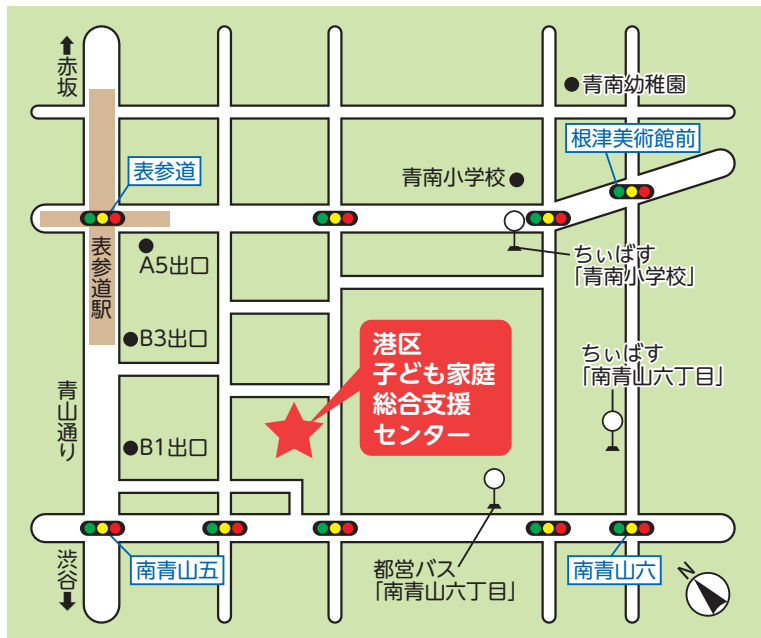 赤坂
青南幼稚園
根津美術館前
表参道
青南小学校
表参道駅
A5出口
ちぃばす
「青南小学校」
B3出口
港区
子ども家庭
総合支援
センター
ちぃばす
「南青山六丁目」
青山通り
B1出口
渋谷
南青山五
都営バス
「南青山六丁目」
南青山六
N